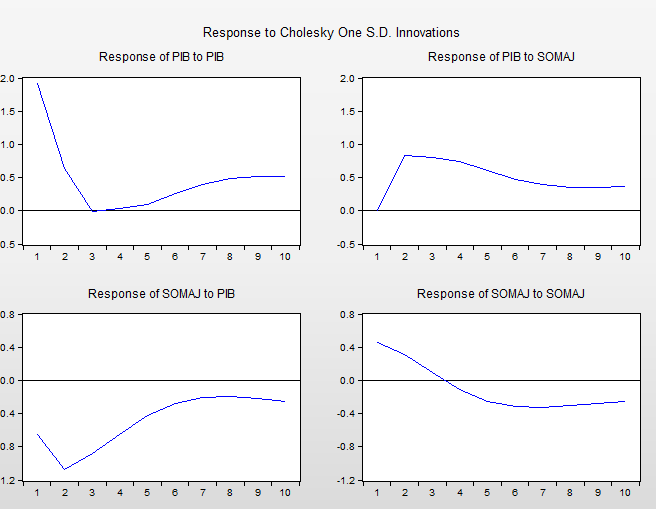 Response to Cholesky One S.D. Innovations
Response of PIB to PIB
2.0
1.5
1.0
0.5
0.0
0.5
1 2 3 4 5 6 7 8 9 10
Response of PIB to SOMAJ
2.0
1.5
1.0
0.5
0.0
-0.5
1 2 3 4 5 6 7 8 9 10
Response of SOMAJ to PIB
0.8
0.4
0.0
0.4
0.8
1.2
1 2 3 4 5 6 7 8 9 10
Response of SOMAJ to SOMAJ
0.8
0.4
0.0
-0.4
-0.8
-1.2
1 2 3 4 5 6 7 8 9 10